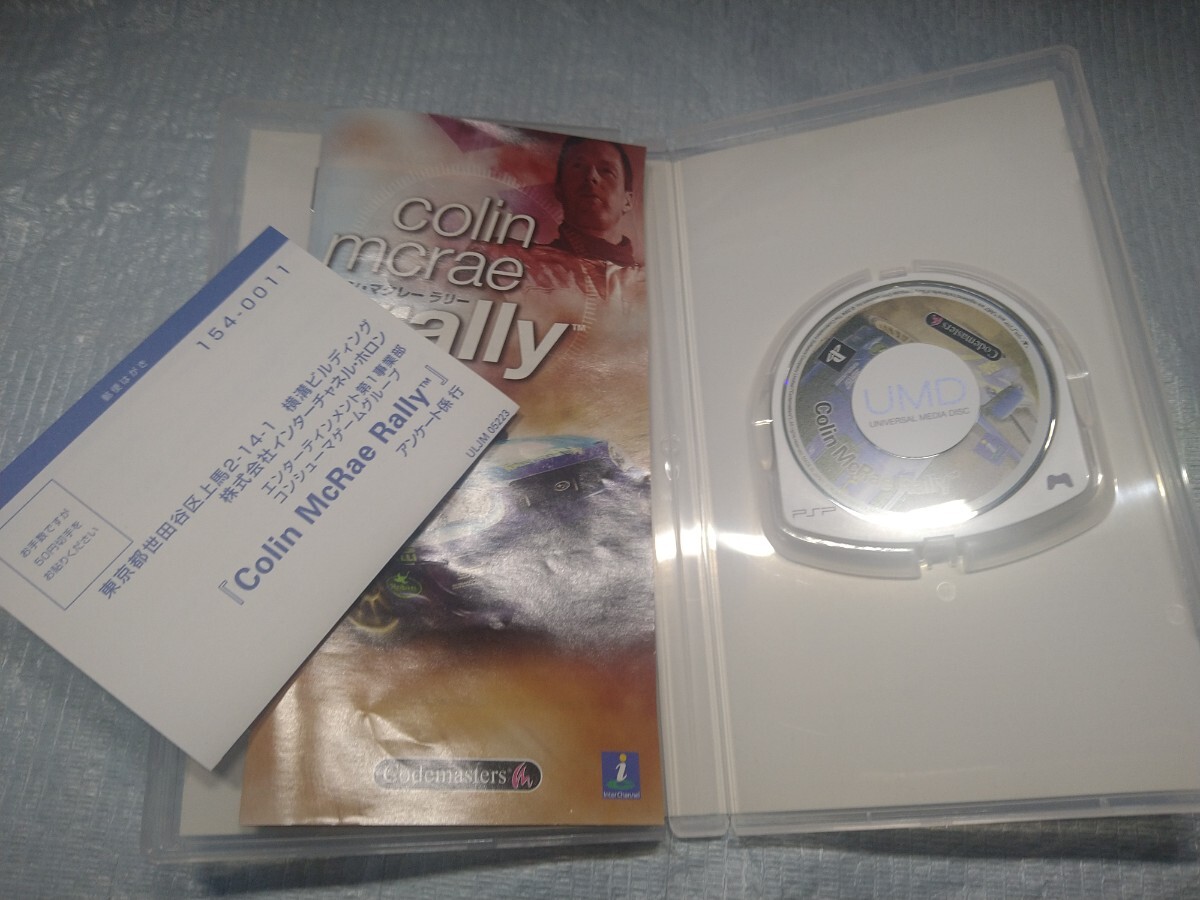 郵便はがき
154-0011
東京都世田谷区上馬2-14-1 横溝ビルディング
株式会社インターチャネル・ホロン
エンターテインメント第1事業部
コンシューマゲームグループ
『Colin McRae Rally™』
アンケート係 行
ULJM 05223
お手数ですが
50円切手を
お貼りください
colin
mcrae
マクレー ラリー
rally™
Codemasters
i
InterChannel
Codemasters
UMD
UNIVERSAL MEDIA DISC
Colin McRae
PSP